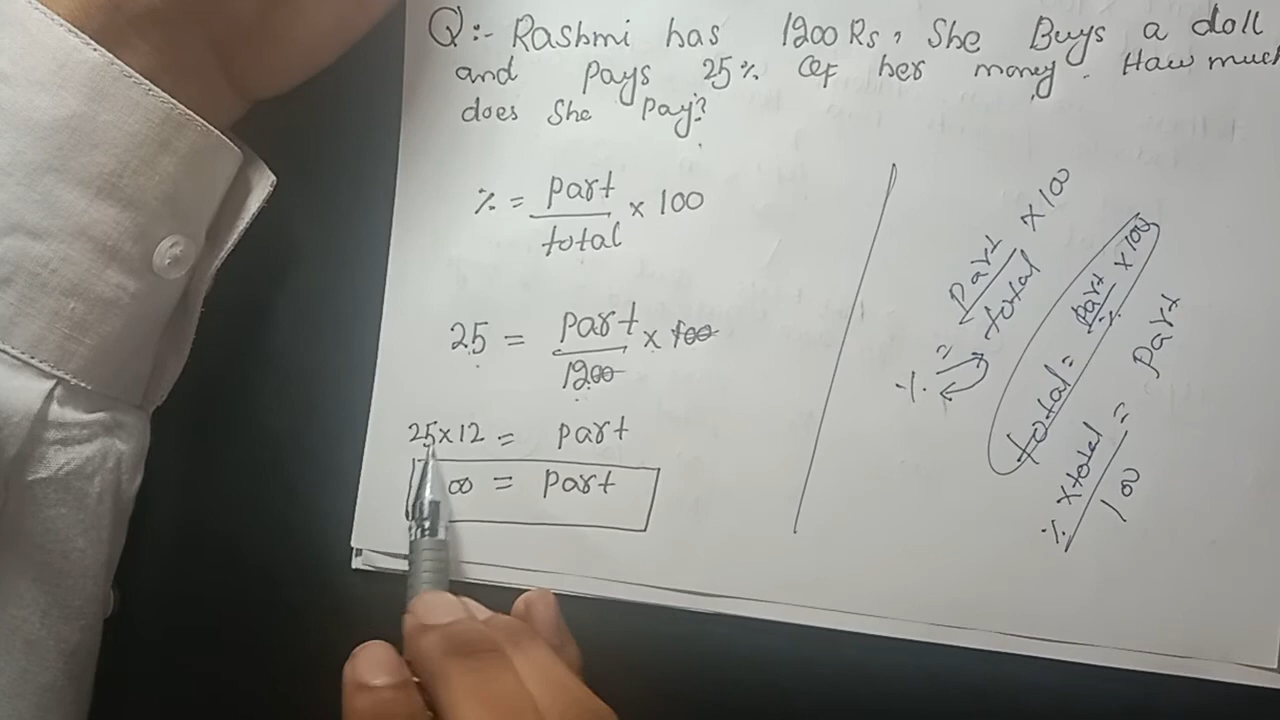 Q:- Rashmi has 1200 Rs, She Buys a doll
and pays 25% of her money. How much
does She pay?
% = part/total × 100
25 = part/1200 × 100
25×12 = part
00 = part
% = part/total × 100
total = part/% × 100
% × total/100 = part